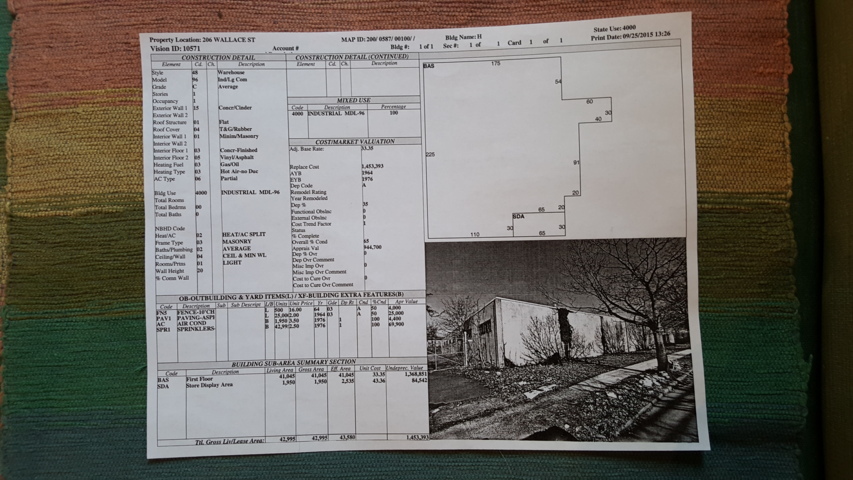 Property Location: 206 WALLACE ST MAP ID: 200/ 0587/ 00100/ / Bldg Name: H State Use: 4000
Vision ID: 10571 Account # Bldg #: 1 of 1 Sec #: 1 of 1 Card 1 of 1 Print Date: 09/25/2015 13:26
CONSTRUCTION DETAIL
Element Cd. Ch. Description
Style 48 Warehouse
Model 96 Ind/Lg Com
Grade C Average
Stories 1
Occupancy 1
Exterior Wall 1 15 Concr/Cinder
Exterior Wall 2
Roof Structure 01 Flat
Roof Cover 04 T&G/Rubber
Interior Wall 1 01 Minim/Masonry
Interior Wall 2
Interior Floor 1 03 Concr-Finished
Interior Floor 2 05 Vinyl/Asphalt
Heating Fuel 03 Gas/Oil
Heating Type 03 Hot Air-no Duc
AC Type 06 Partial
Bldg Use 4000 INDUSTRIAL MDL-96
Total Rooms
Total Bedrms 00
Total Baths 0
NBHD Code
Heat/AC 02 HEAT/AC SPLIT
Frame Type 03 MASONRY
Baths/Plumbing 02 AVERAGE
Ceiling/Wall 04 CEIL & MIN WL
Rooms/Prtns 01 LIGHT
Wall Height 20
% Comn Wall
CONSTRUCTION DETAIL (CONTINUED)
Element Cd. Ch. Description
MIXED USE
Code Description Percentage
4000 INDUSTRIAL MDL-96 100
COST/MARKET VALUATION
Adj. Base Rate: 33.35
Replace Cost 1,453,393
AYB 1964
EYB 1976
Dep Code A
Remodel Rating
Year Remodeled
Dep % 35
Functional Obslnc 0
External Obslnc 0
Cost Trend Factor 1
Status
% Complete
Overall % Cond 65
Apprais Val 944,700
Dep % Ovr 0
Dep Ovr Comment
Misc Imp Ovr 0
Misc Imp Ovr Comment
Cost to Cure Ovr 0
Cost to Cure Ovr Comment
BAS 175
54
60
30
40
225
91
20
20
65
SDA
30
30
110
65
OB-OUTBUILDING & YARD ITEMS(L) / XF-BUILDING EXTRA FEATURES(B)
Code Description Sub Sub Descript L/B Units Unit Price Yr Gde Dp Rt Cnd %Cnd Apr Value
FN5 FENCE-10'CH L 500 16.00 64 03 A 50 4,000
PAV1 PAVING-ASPH L 25,000 2.00 1964 03 A 50 25,000
AC AIR COND B 1,950 3.50 1976 1 100 4,400
SPR1 SPRINKLERS- B 42,995 2.50 1976 1 100 69,900
BUILDING SUB-AREA SUMMARY SECTION
Code Description Living Area Gross Area Eff. Area Unit Cost Undeprec. Value
BAS First Floor 41,045 41,045 41,045 33.35 1,368,851
SDA Store Display Area 1,950 1,950 2,535 43.36 84,542
Ttl. Gross Liv/Lease Area: 42,995 42,995 43,580 1,453,393